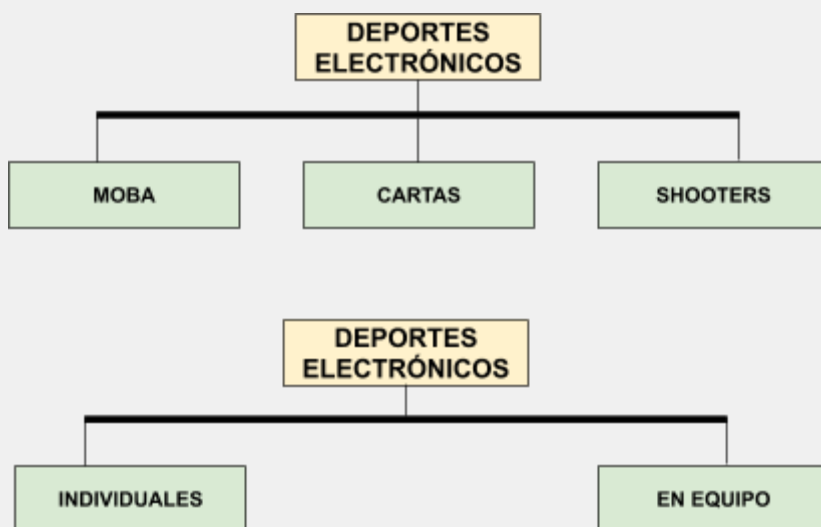 DEPORTES
ELECTRÓNICOS
MOBA
CARTAS
SHOOTERS
DEPORTES
ELECTRÓNICOS
INDIVIDUALES
EN EQUIPO